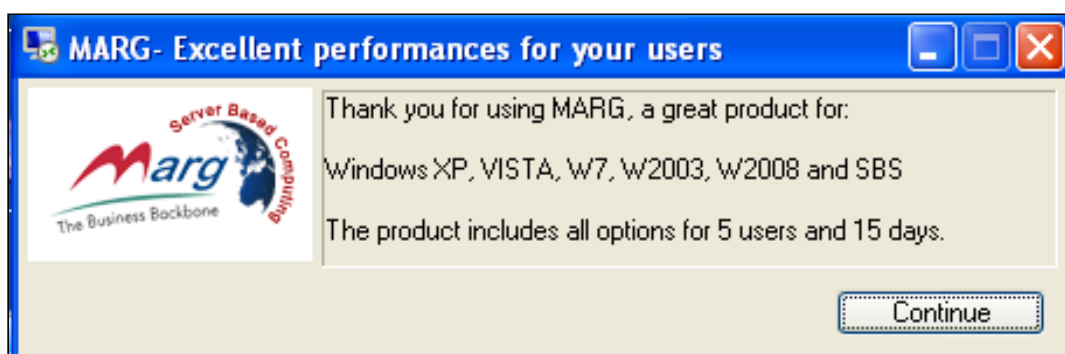 MARG- Excellent performances for your users
Server Based Computing
Marg
The Business Backbone
Thank you for using MARG, a great product for:
Windows XP, VISTA, W7, W2003, W2008 and SBS
The product includes all options for 5 users and 15 days.
Continue